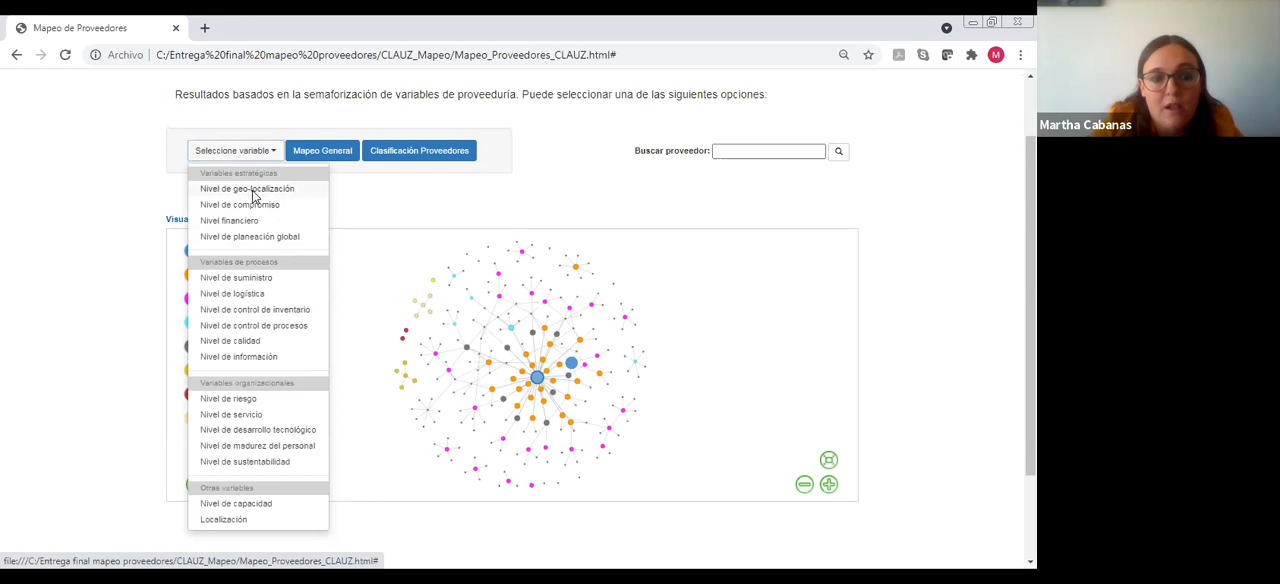 Mapeo de Proveedores
Archivo
C:/Entrega%20final%20mapeo%20proveedores/CLAUZ_Mapeo/Mapeo_Proveedores_CLAUZ.html#
M
Resultados basados en la semaforización de variables de proveeduría. Puede seleccionar una de las siguientes opciones:
Seleccione variable
Mapeo General
Clasificación Proveedores
Buscar proveedor:
Variables estratégicas
Nivel de geo-localización
Nivel de compromiso
Nivel financiero
Nivel de planeación global
Variables de procesos
Nivel de suministro
Nivel de logística
Nivel de control de inventario
Nivel de control de procesos
Nivel de calidad
Nivel de información
Variables organizacionales
Nivel de riesgo
Nivel de servicio
Nivel de desarrollo tecnológico
Nivel de madurez del personal
Nivel de sustentabilidad
Otras variables
Nivel de capacidad
Localización
file:///C:/Entrega final mapeo proveedores/CLAUZ_Mapeo/Mapeo_Proveedores_CLAUZ.html#
Martha Cabanas